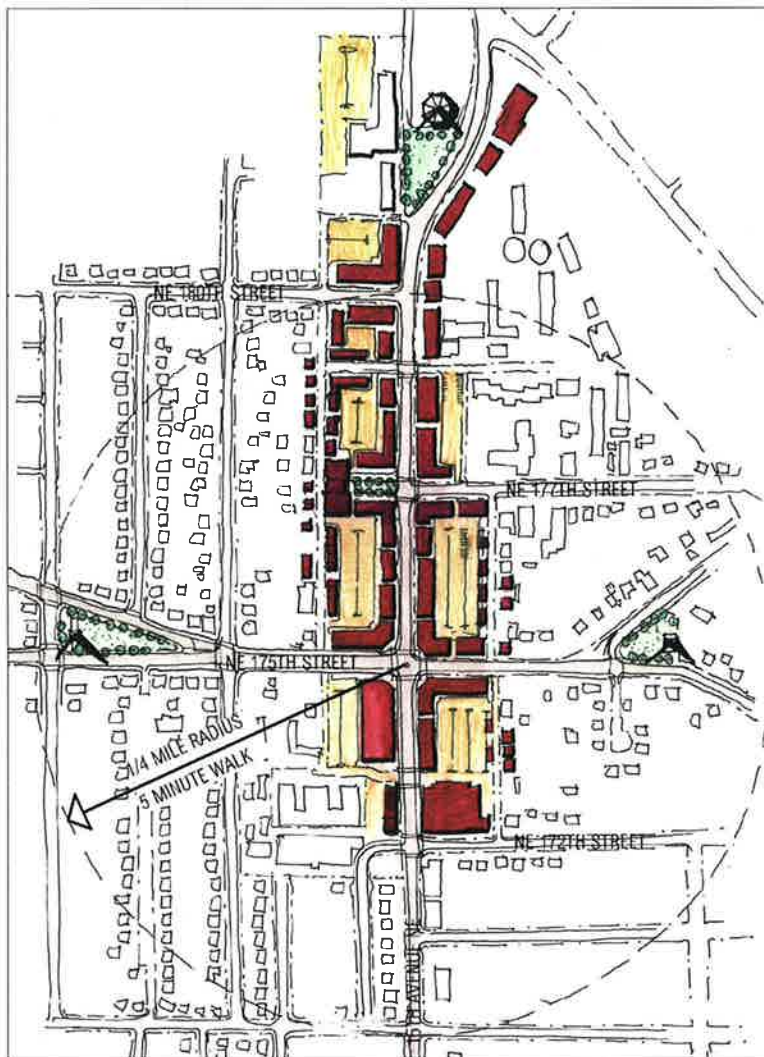 NE 180TH STREET
NE 177TH STREET
NE 175TH STREET
1/4 MILE RADIUS
5 MINUTE WALK
NE 172TH STREET